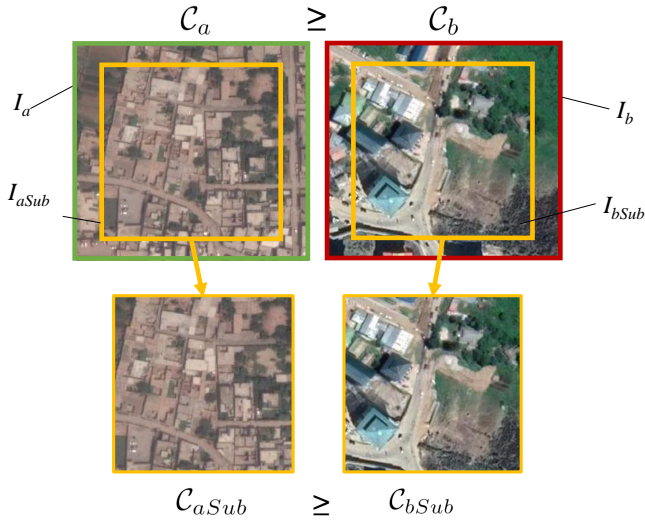 𝒞a ≥ 𝒞b
Ia
Ib
IaSub
IbSub
𝒞aSub ≥ 𝒞bSub